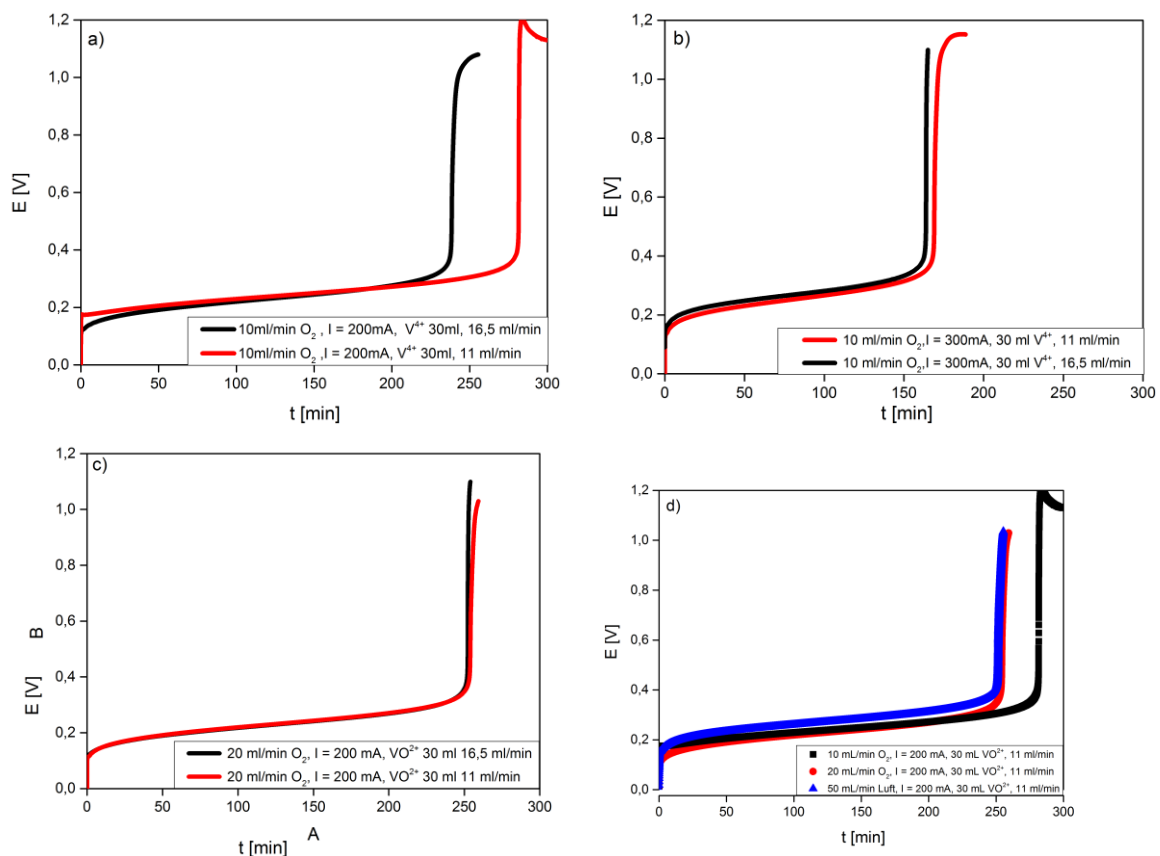 a)
1,2
1,0
0,8
0,6
0,4
0,2
0,0
E [V]
10ml/min O₂ , I = 200mA, V⁴⁺ 30ml, 16,5 ml/min
10ml/min O₂ ,I = 200mA, V⁴⁺ 30ml, 11 ml/min
0 50 100 150 200 250 300
t [min]
b)
1,2
1,0
0,8
0,6
0,4
0,2
0,0
E [V]
10 ml/min O₂,I = 300mA, 30 ml V⁴⁺, 11 ml/min
10 ml/min O₂,I = 300mA, 30 ml V⁴⁺, 16,5 ml/min
0 50 100 150 200 250 300
t [min]
c)
1,2
1,0
0,8
0,6
0,4
0,2
0,0
B
E [V]
20 ml/min O₂, I = 200 mA, VO²⁺ 30 ml 16,5 ml/min
20 ml/min O₂, I = 200 mA, VO²⁺ 30 ml 11 ml/min
0 50 100 150 200 250 300
A
t [min]
d)
1,2
1,0
0,8
0,6
0,4
0,2
0,0
E [V]
10 mL/min O₂, I = 200 mA, 30 mL VO²⁺, 11 ml/min
20 mL/min O₂, I = 200 mA, 30 mL VO²⁺, 11 ml/min
50 mL/min Luft, I = 200 mA, 30 mL VO²⁺, 11 ml/min
0 50 100 150 200 250 300
t [min]